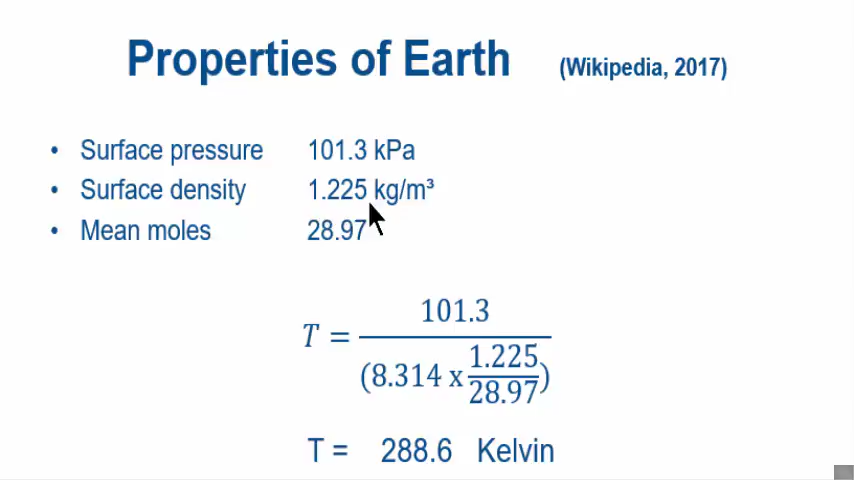 Properties of Earth (Wikipedia, 2017)
• Surface pressure 101.3 kPa
• Surface density 1.225 kg/m³
• Mean moles 28.97
T = 101.3
(8.314 x 1.225
28.97)
T = 288.6 Kelvin